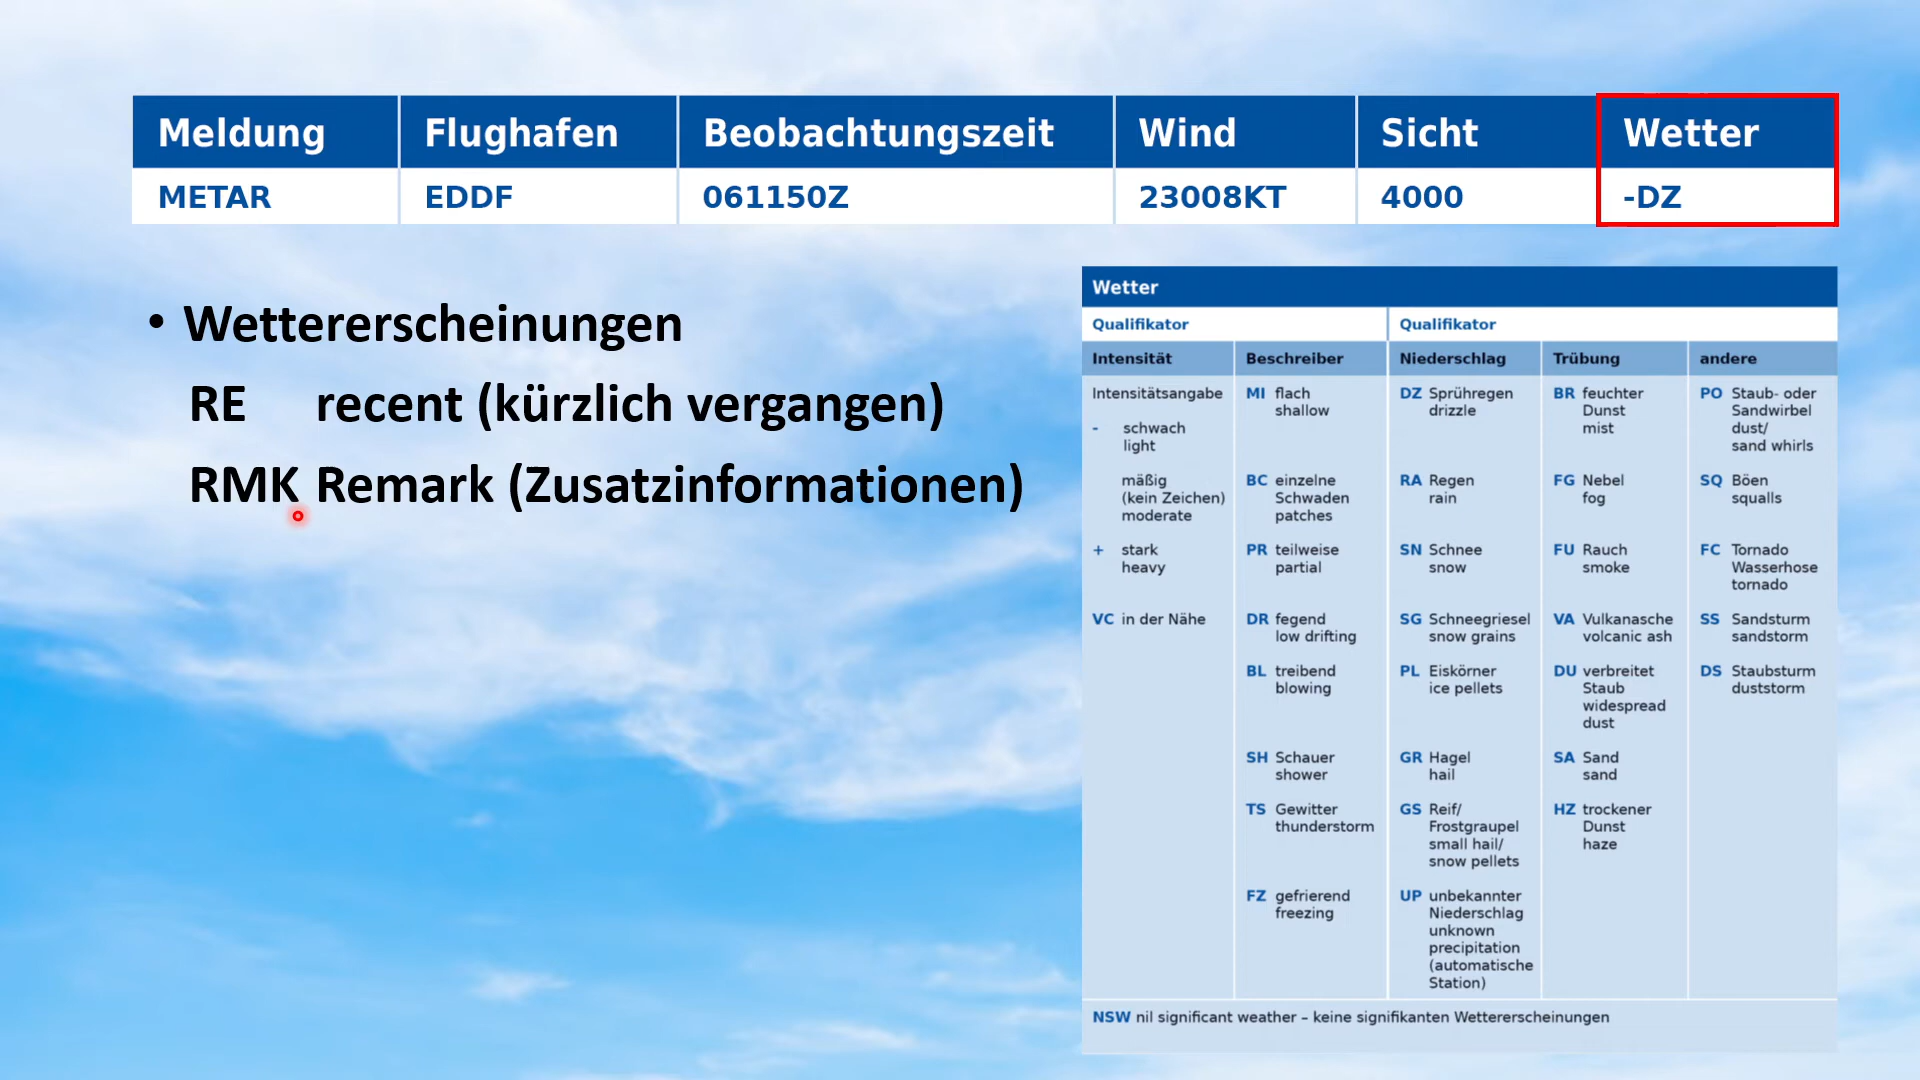 Meldung Flughafen Beobachtungszeit Wind Sicht Wetter
METAR EDDF 061150Z 23008KT 4000 -DZ
• Wettererscheinungen
RE recent (kürzlich vergangen)
RMK Remark (Zusatzinformationen)
Wetter
Qualifikator Qualifikator
Intensität Beschreiber Niederschlag Trübung andere
Intensitätsangabe
- schwach
light
mäßig
(kein Zeichen)
moderate
+ stark
heavy
VC in der Nähe
MI flach
shallow
BC einzelne
Schwaden
patches
PR teilweise
partial
DR fegend
low drifting
BL treibend
blowing
SH Schauer
shower
TS Gewitter
thunderstorm
FZ gefrierend
freezing
DZ Sprühregen
drizzle
RA Regen
rain
SN Schnee
snow
SG Schneegriesel
snow grains
PL Eiskörner
ice pellets
GR Hagel
hail
GS Reif/
Frostgraupel
small hail/
snow pellets
UP unbekannter
Niederschlag
unknown
precipitation
(automatische
Station)
BR feuchter
Dunst
mist
FG Nebel
fog
FU Rauch
smoke
VA Vulkanasche
volcanic ash
DU verbreitet
Staub
widespread
dust
SA Sand
sand
HZ trockener
Dunst
haze
PO Staub- oder
Sandwirbel
dust/
sand whirls
SQ Böen
squalls
FC Tornado
Wasserhose
tornado
SS Sandsturm
sandstorm
DS Staubsturm
duststorm
NSW nil significant weather – keine signifikanten Wettererscheinungen